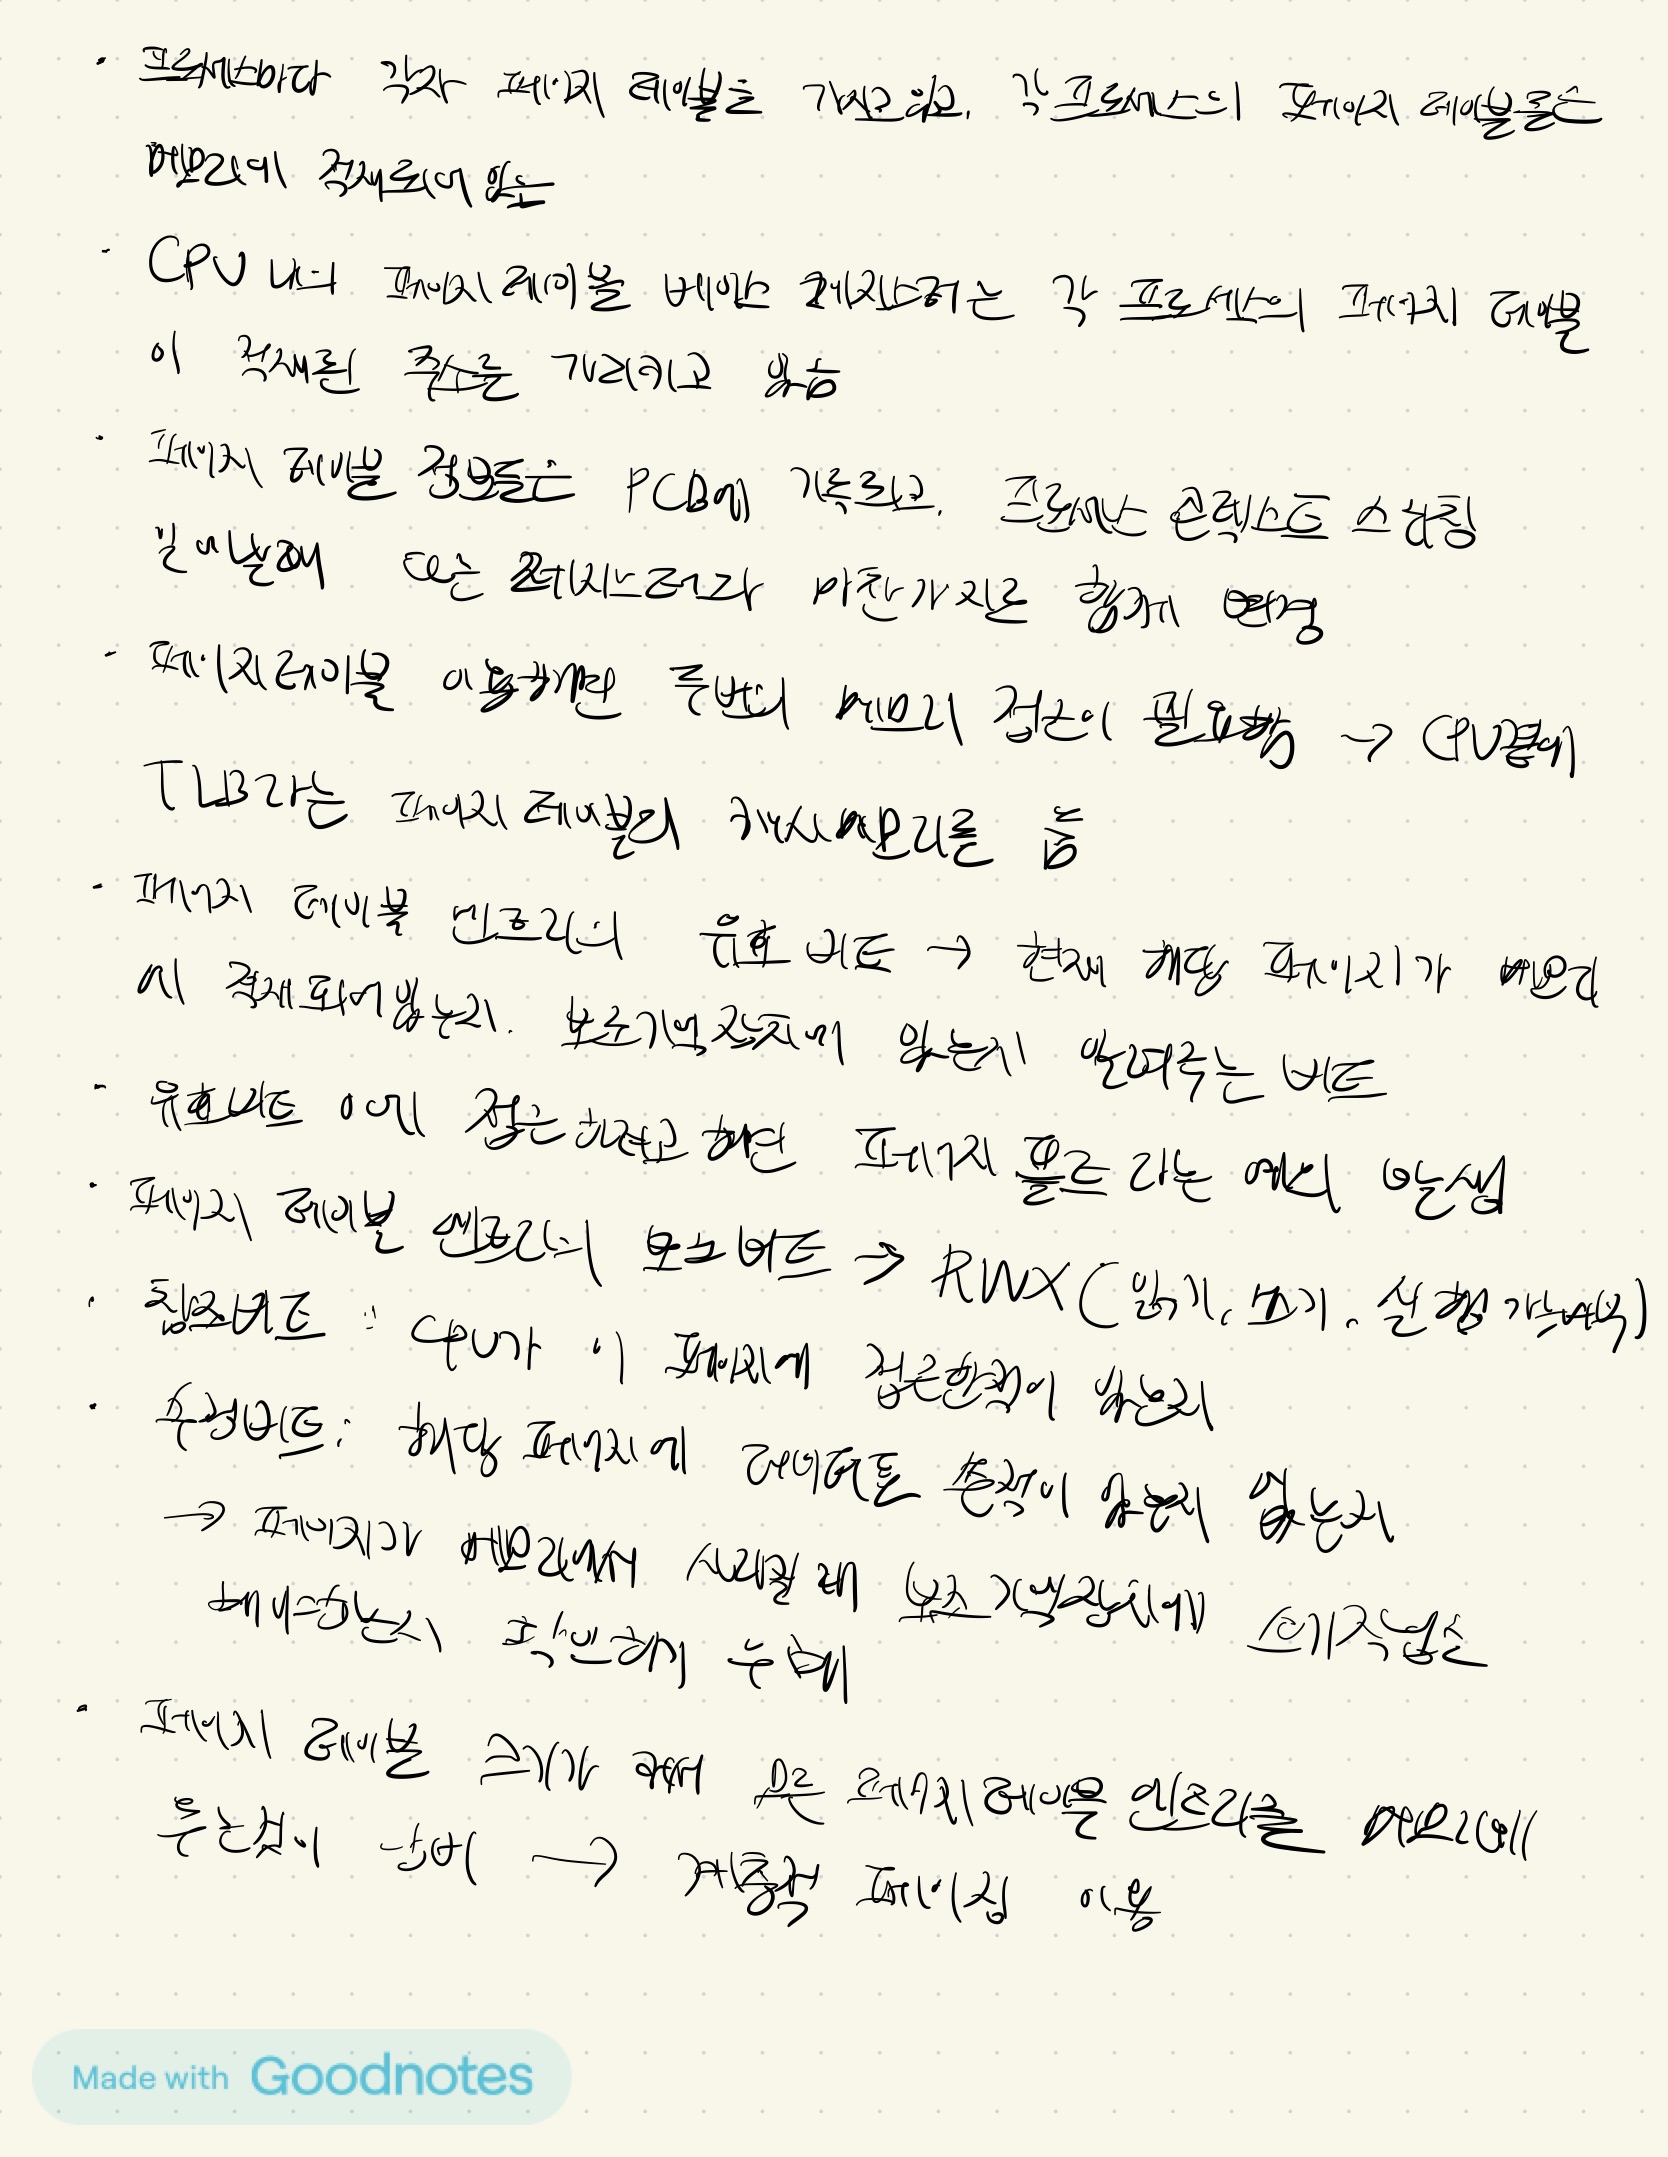 · 프로세스마다 각자 페이지 테이블을 가지고 있고, 각 프로세스의 페이지 테이블들은
메모리에 적재되어 있음
· CPU 내의 페이지 테이블 베이스 레지스터는 각 프로세스의 페이지 테이블
이 적재된 주소를 가리키고 있음
· 페이지 테이블 정보들은 PCB에 기록되고, 프로세스 콘텍스트 스위칭
일어날때 다른 레지스터와 마찬가지로 함께 변경
· 페이지 테이블 이용하면 두번의 메모리 접근이 필요함 → CPU곁에
TLB라는 페이지 테이블의 캐시메모리를 둠
· 페이지 테이블 엔트리의 유효 비트 → 현재 해당 페이지가 메모리
에 적재되어있는지, 보조기억장치에 있는지 알려주는 비트
· 유효비트 0에 접근하려고 하면 페이지 폴트 라는 예외 발생
· 페이지 테이블 엔트리의 보호비트 → RWX (읽기, 쓰기, 실행 가능여부)
· 참조비트 : CPU가 이 페이지에 접근한적이 있는지
· 수정비트: 해당 페이지에 데이터를 쓴적이 있는지 없는지
→ 페이지가 메모리에서 사라질 때 보조기억장치에 쓰기작업을
해야하는지 확인하기 위해
· 페이지 테이블 크기가 커서 모든 페이지 테이블 엔트리를 메모리에
두는것이 낭비 → 계층적 페이징 이용
Made with Goodnotes